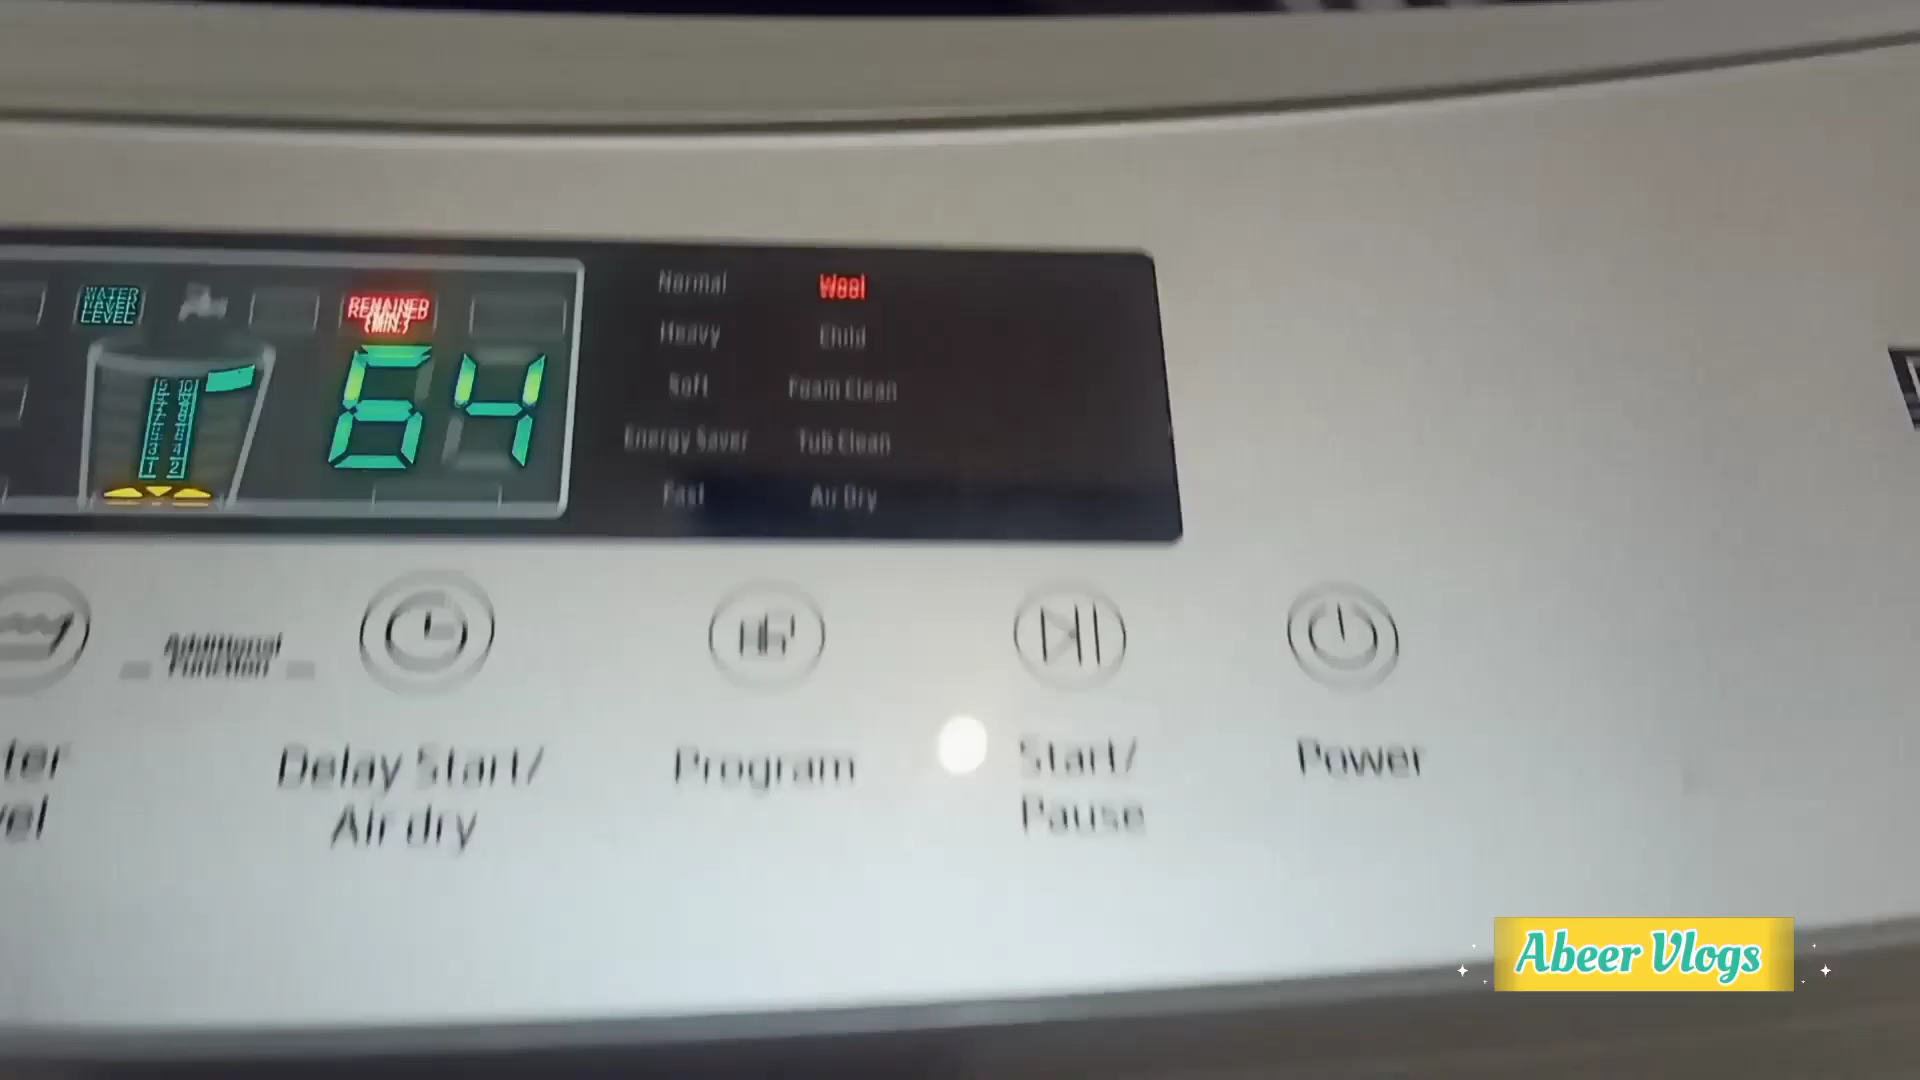 WATER
LEVEL
REMAINED
(MIN.)
64
Normal
Wool
Heavy
Child
Soft
Foam Clean
Energy Saver
Tub Clean
Fast
Air Dry
Additional
Function
Delay Start/
Air dry
Program
Start/
Pause
Power
Abeer Vlogs